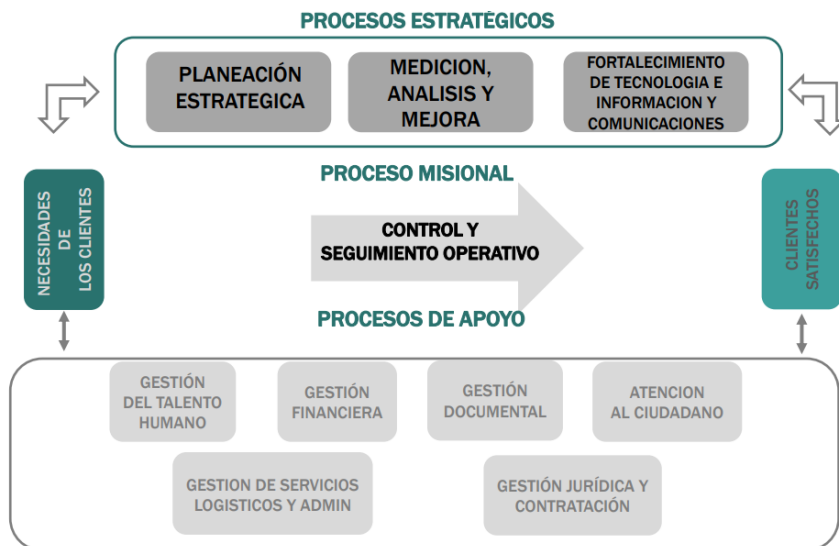 PROCESOS ESTRATÉGICOS
PLANEACIÓN
ESTRATEGICA
MEDICION,
ANALISIS Y
MEJORA
FORTALECIMIENTO
DE TECNOLOGIA E
INFORMACION Y
COMUNICACIONES
NECESIDADES
DE
LOS CLIENTES
PROCESO MISIONAL
CONTROL Y
SEGUIMIENTO OPERATIVO
CLIENTES
SATISFECHOS
PROCESOS DE APOYO
GESTIÓN
DEL TALENTO
HUMANO
GESTIÓN
FINANCIERA
GESTIÓN
DOCUMENTAL
ATENCION
AL CIUDADANO
GESTION DE SERVICIOS
LOGISTICOS Y ADMIN
GESTIÓN JURÍDICA Y
CONTRATACIÓN